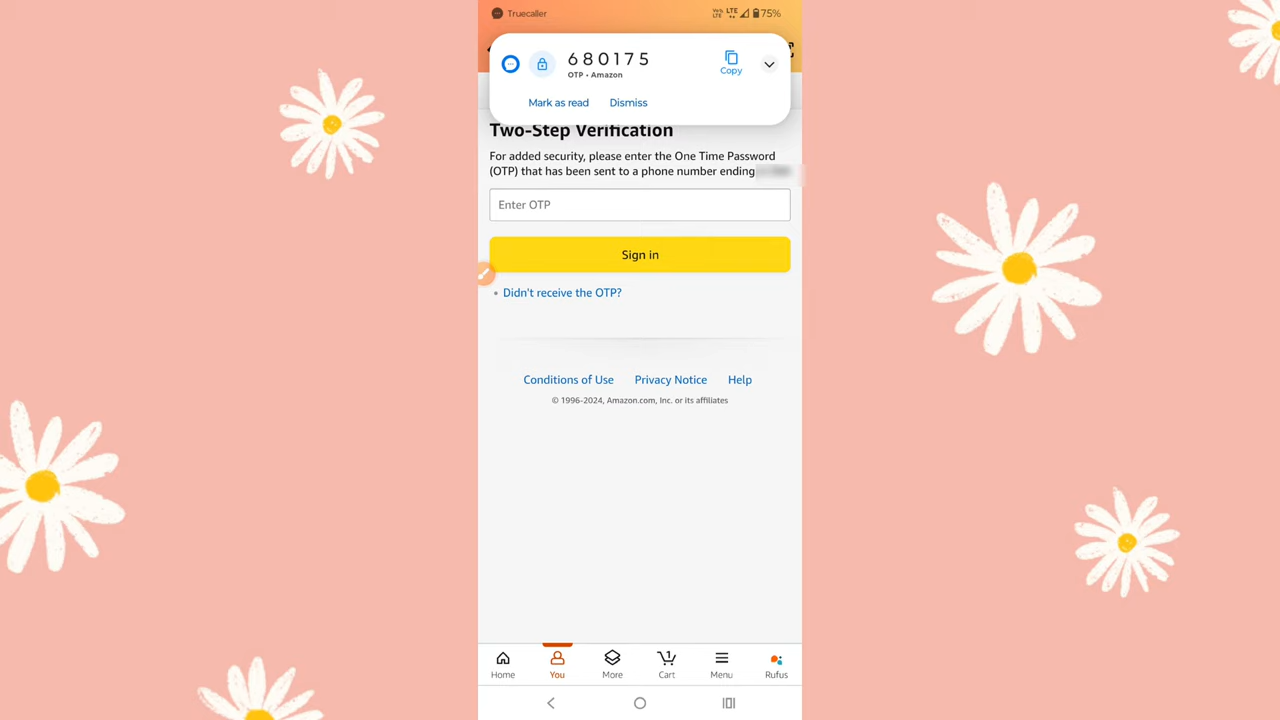 Truecaller
LTE 75%
680175
OTP • Amazon
Copy
Mark as read Dismiss
Two-Step Verification
For added security, please enter the One Time Password
(OTP) that has been sent to a phone number ending
Enter OTP
Sign in
• Didn't receive the OTP?
Conditions of Use Privacy Notice Help
© 1996-2024, Amazon.com, Inc. or its affiliates
1
Home You More Cart Menu Rufus